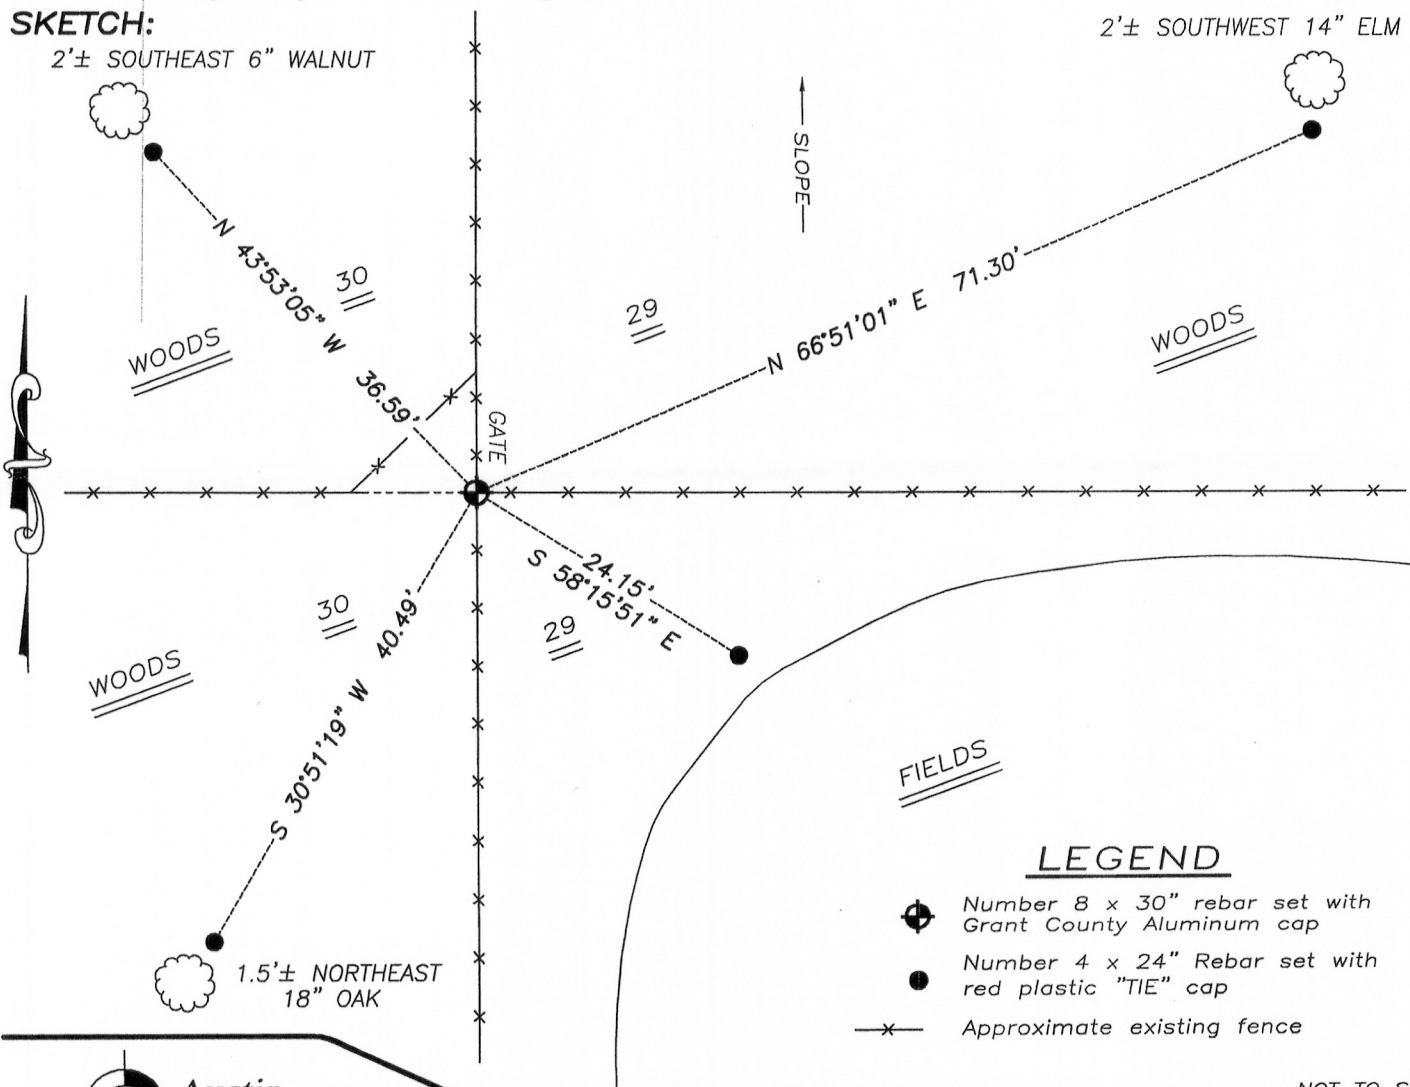 SKETCH:
2'± SOUTHEAST 6" WALNUT
2'± SOUTHWEST 14" ELM
SLOPE
N 43°53'05" W 36.59'
30
29
N 66°51'01" E 71.30'
WOODS
WOODS
GATE
24.15'
S 58°15'51" E
30
29
S 30°51'19" W 40.49'
WOODS
FIELDS
1.5'± NORTHEAST
18" OAK
LEGEND
Number 8 x 30" rebar set with
Grant County Aluminum cap
Number 4 x 24" Rebar set with
red plastic "TIE" cap
Approximate existing fence
NOT TO